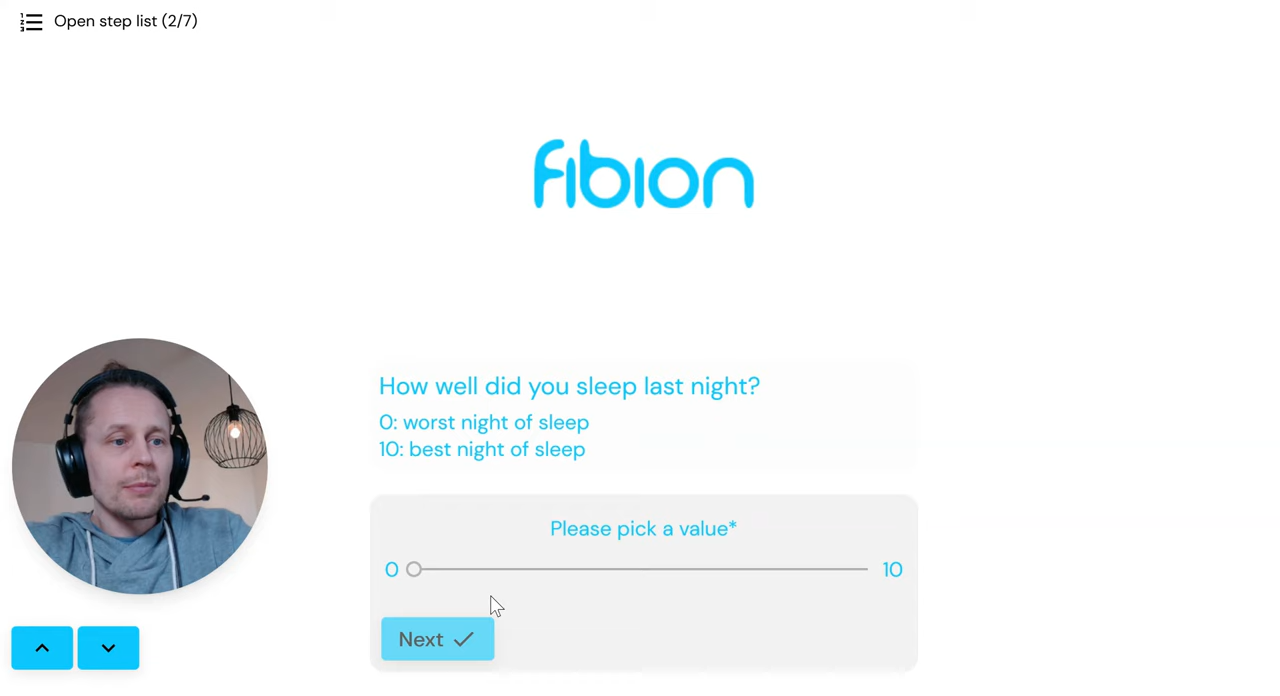 Open step list (2/7)
fibion
How well did you sleep last night?
0: worst night of sleep
10: best night of sleep
Please pick a value*
0 10
Next